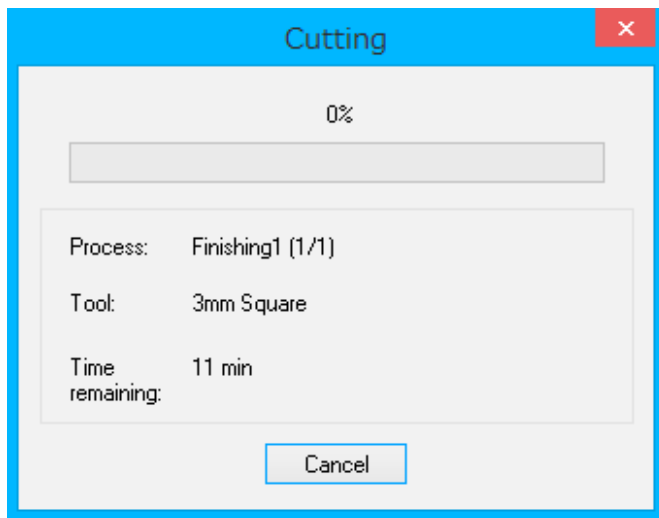 Cutting
0%
Process: Finishing1 (1/1)
Tool: 3mm Square
Time remaining: 11 min
Cancel